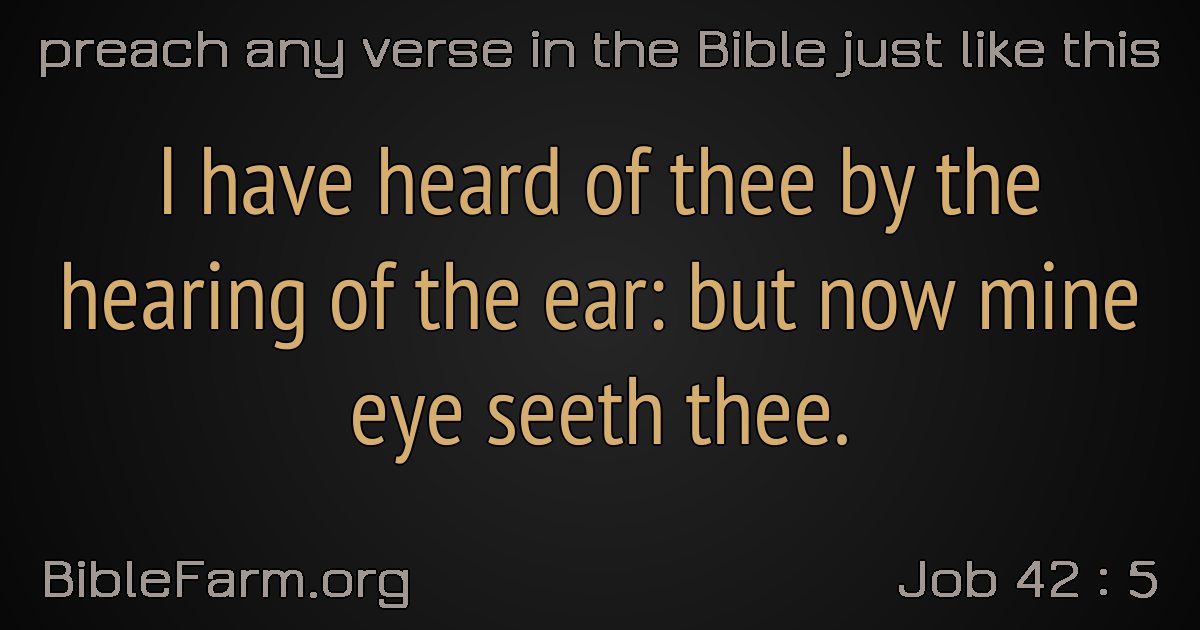 preach any verse in the Bible just like this
I have heard of thee by the
hearing of the ear: but now mine
eye seeth thee.
BibleFarm.org
Job 42 : 5